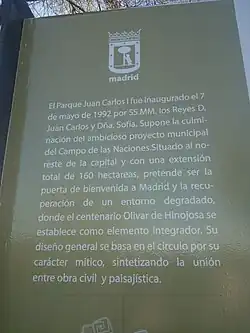 madrid
El Parque Juan Carlos I fue inaugurado el 7
de mayo de 1992 por SS.MM. los Reyes D.
Juan Carlos y Dña. Sofía. Supone la culmi-
nación del ambicioso proyecto municipal
del Campo de las Naciones.Situado al no-
reste de la capital y con una extensión
total de 160 hectáreas, pretende ser la
puerta de bienvenida a Madrid y la recu-
peración de un entorno degradado,
donde el centenario Olivar de Hinojosa se
establece como elemento integrador. Su
diseño general se basa en el círculo por su
carácter mítico, sintetizando la unión
entre obra civil y paisajística.